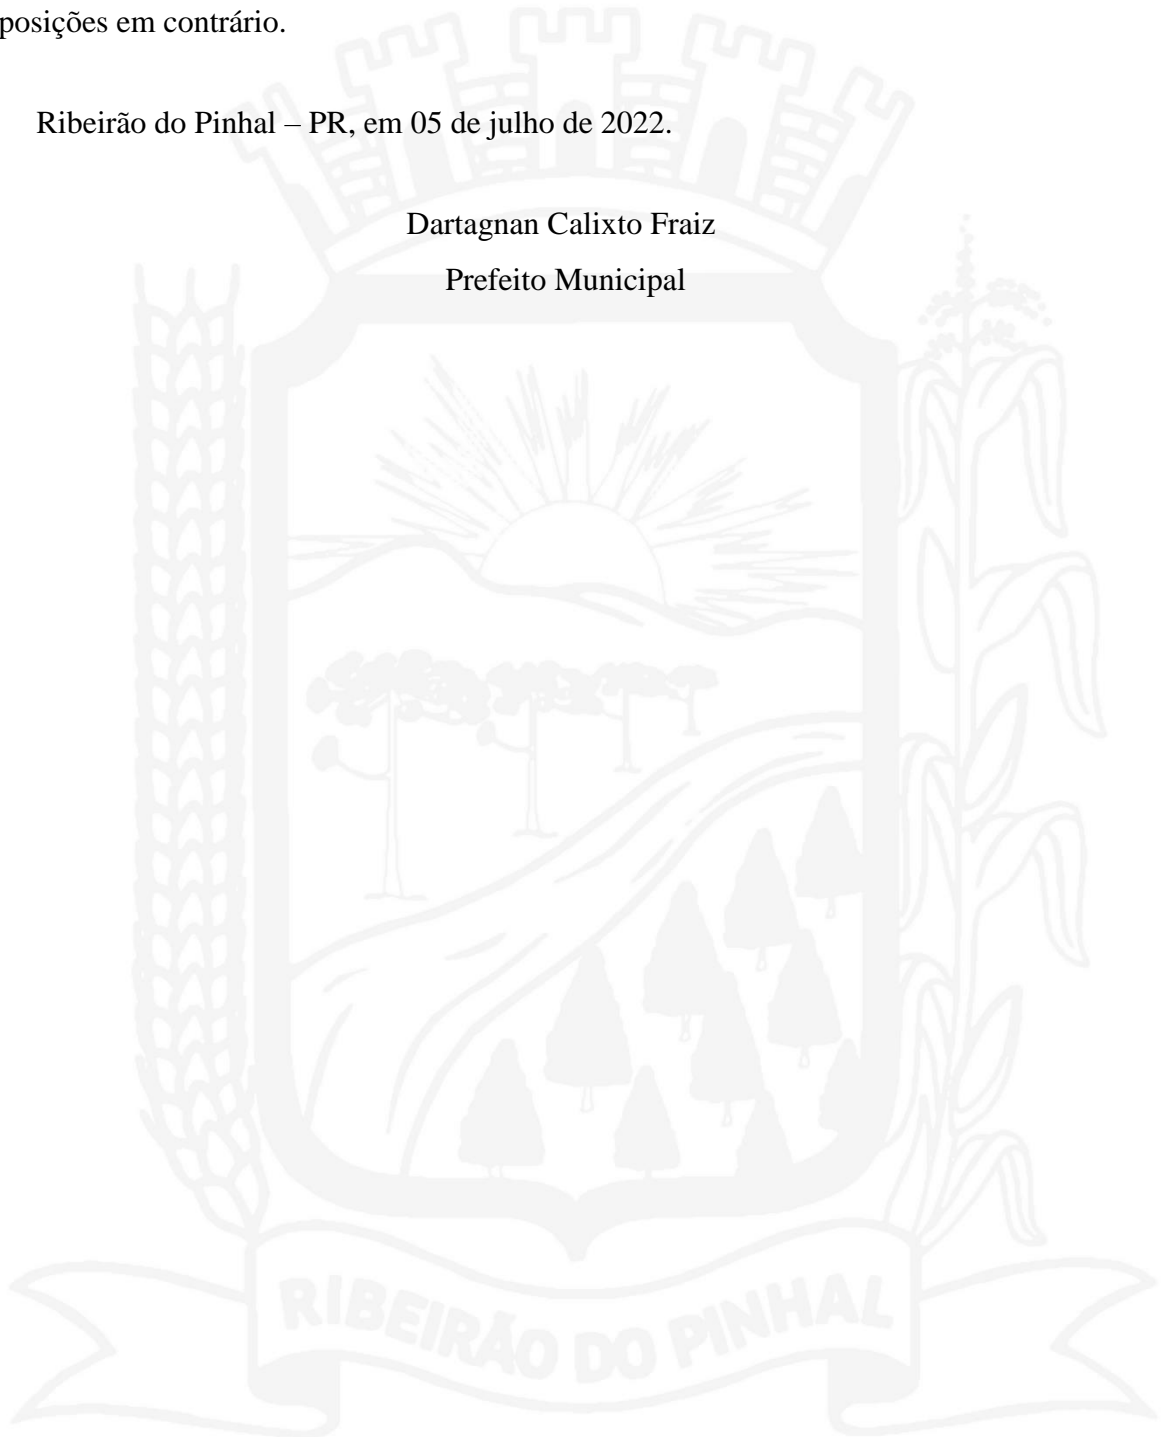 posições em contrário.
Ribeirão do Pinhal – PR, em 05 de julho de 2022.
Dartagnan Calixto Fraiz
Prefeito Municipal
RIBEIRÃO DO PINHAL